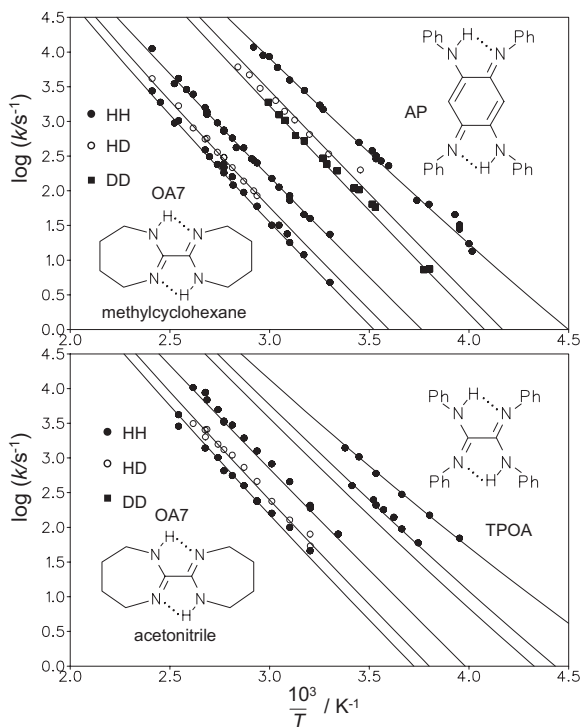 4.5
4.0
3.5
3.0
2.5
2.0
1.5
1.0
0.5
0.0
log (k/s⁻¹)
HH
HD
DD
OA7
H
N N
N N
H
methylcyclohexane
AP
Ph H Ph
N N
Ph N N Ph
H
2.0 2.5 3.0 3.5 4.0 4.5
4.5
4.0
3.5
3.0
2.5
2.0
1.5
1.0
0.5
0.0
log (k/s⁻¹)
HH
HD
DD
OA7
H
N N
N N
H
acetonitrile
Ph H Ph
N N
N N
Ph H Ph
TPOA
2.0 2.5 3.0 3.5 4.0 4.5
10³
T / K⁻¹